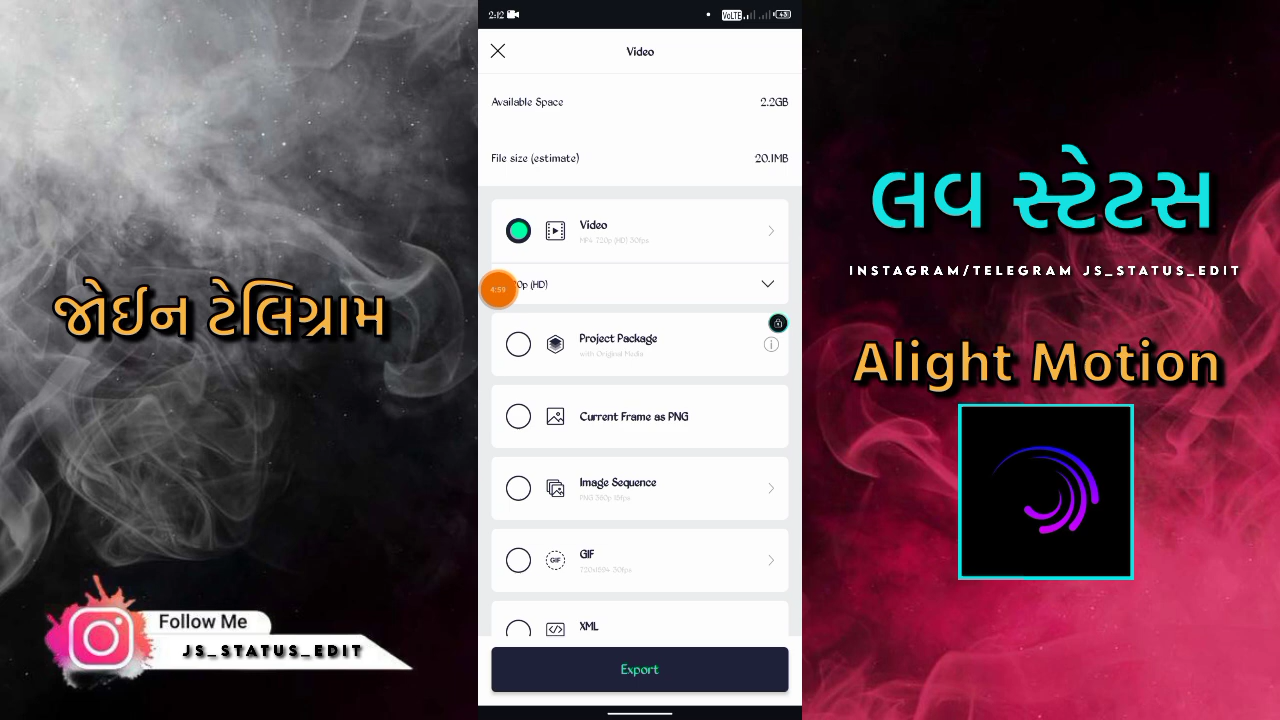 જોઈન ટેલિગ્રામ
Follow Me
JS_STATUS_EDIT
2:12
VoLTE
43
Video
Available Space
2.2GB
File size (estimate)
20.1MB
Video
MP4 720p (HD) 30fps
4:59
0p (HD)
Project Package
with Original Media
Current Frame as PNG
Image Sequence
PNG 360p 15fps
GIF
GIF
720x1594 30fps
XML
Export
લવ સ્ટેટસ
INSTAGRAM/TELEGRAM JS_STATUS_EDIT
Alight Motion